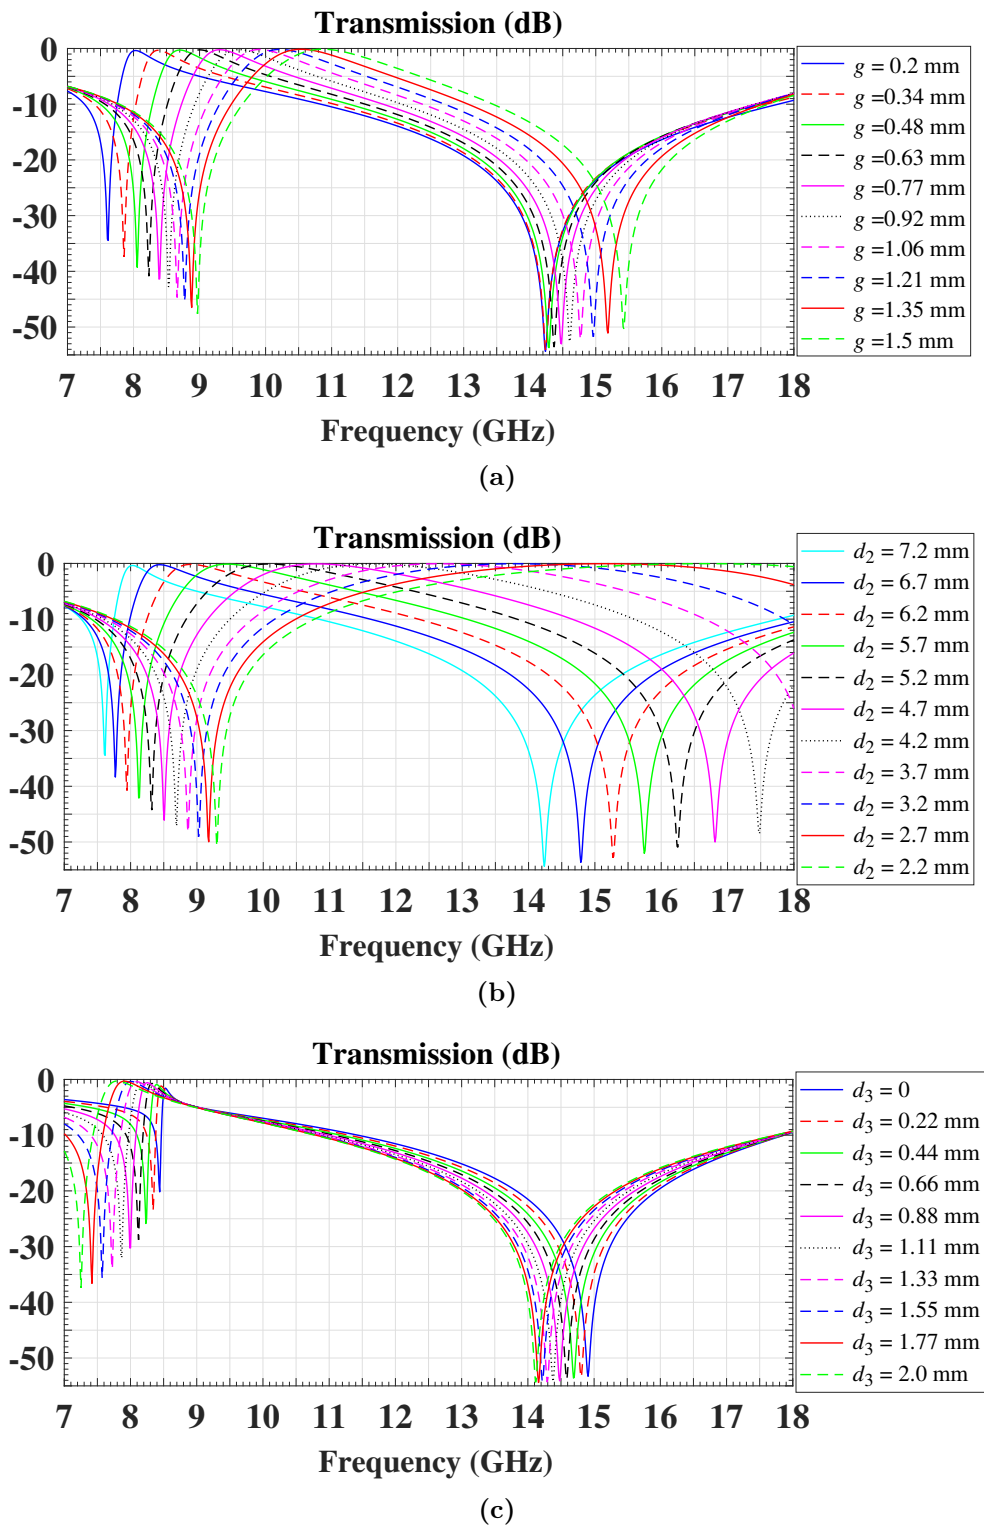 Transmission (dB)
0
-10
-20
-30
-40
-50
7 8 9 10 11 12 13 14 15 16 17 18
Frequency (GHz)
g = 0.2 mm
g =0.34 mm
g =0.48 mm
g =0.63 mm
g =0.77 mm
g =0.92 mm
g =1.06 mm
g =1.21 mm
g =1.35 mm
g =1.5 mm
(a)
Transmission (dB)
0
-10
-20
-30
-40
-50
7 8 9 10 11 12 13 14 15 16 17 18
Frequency (GHz)
d2 = 7.2 mm
d2 = 6.7 mm
d2 = 6.2 mm
d2 = 5.7 mm
d2 = 5.2 mm
d2 = 4.7 mm
d2 = 4.2 mm
d2 = 3.7 mm
d2 = 3.2 mm
d2 = 2.7 mm
d2 = 2.2 mm
(b)
Transmission (dB)
0
-10
-20
-30
-40
-50
7 8 9 10 11 12 13 14 15 16 17 18
Frequency (GHz)
d3 = 0
d3 = 0.22 mm
d3 = 0.44 mm
d3 = 0.66 mm
d3 = 0.88 mm
d3 = 1.11 mm
d3 = 1.33 mm
d3 = 1.55 mm
d3 = 1.77 mm
d3 = 2.0 mm
(c)